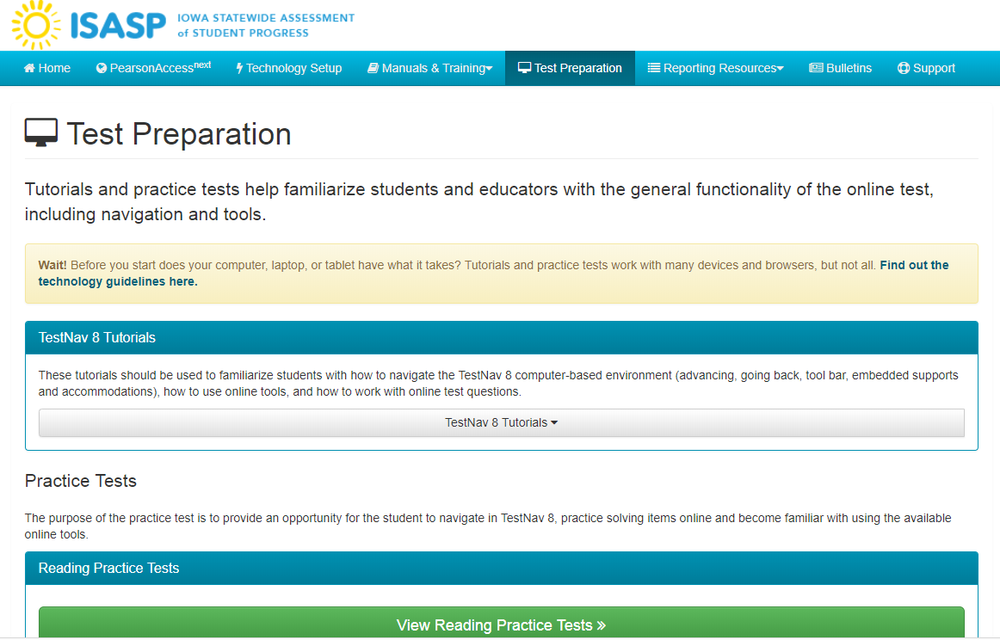 ISASP
IOWA STATEWIDE ASSESSMENT
of STUDENT PROGRESS
Home PearsonAccessnext Technology Setup Manuals & Training Test Preparation Reporting Resources Bulletins Support
Test Preparation
Tutorials and practice tests help familiarize students and educators with the general functionality of the online test,
including navigation and tools.
Wait! Before you start does your computer, laptop, or tablet have what it takes? Tutorials and practice tests work with many devices and browsers, but not all. Find out the
technology guidelines here.
TestNav 8 Tutorials
These tutorials should be used to familiarize students with how to navigate the TestNav 8 computer-based environment (advancing, going back, tool bar, embedded supports
and accommodations), how to use online tools, and how to work with online test questions.
TestNav 8 Tutorials
Practice Tests
The purpose of the practice test is to provide an opportunity for the student to navigate in TestNav 8, practice solving items online and become familiar with using the available
online tools.
Reading Practice Tests
View Reading Practice Tests »